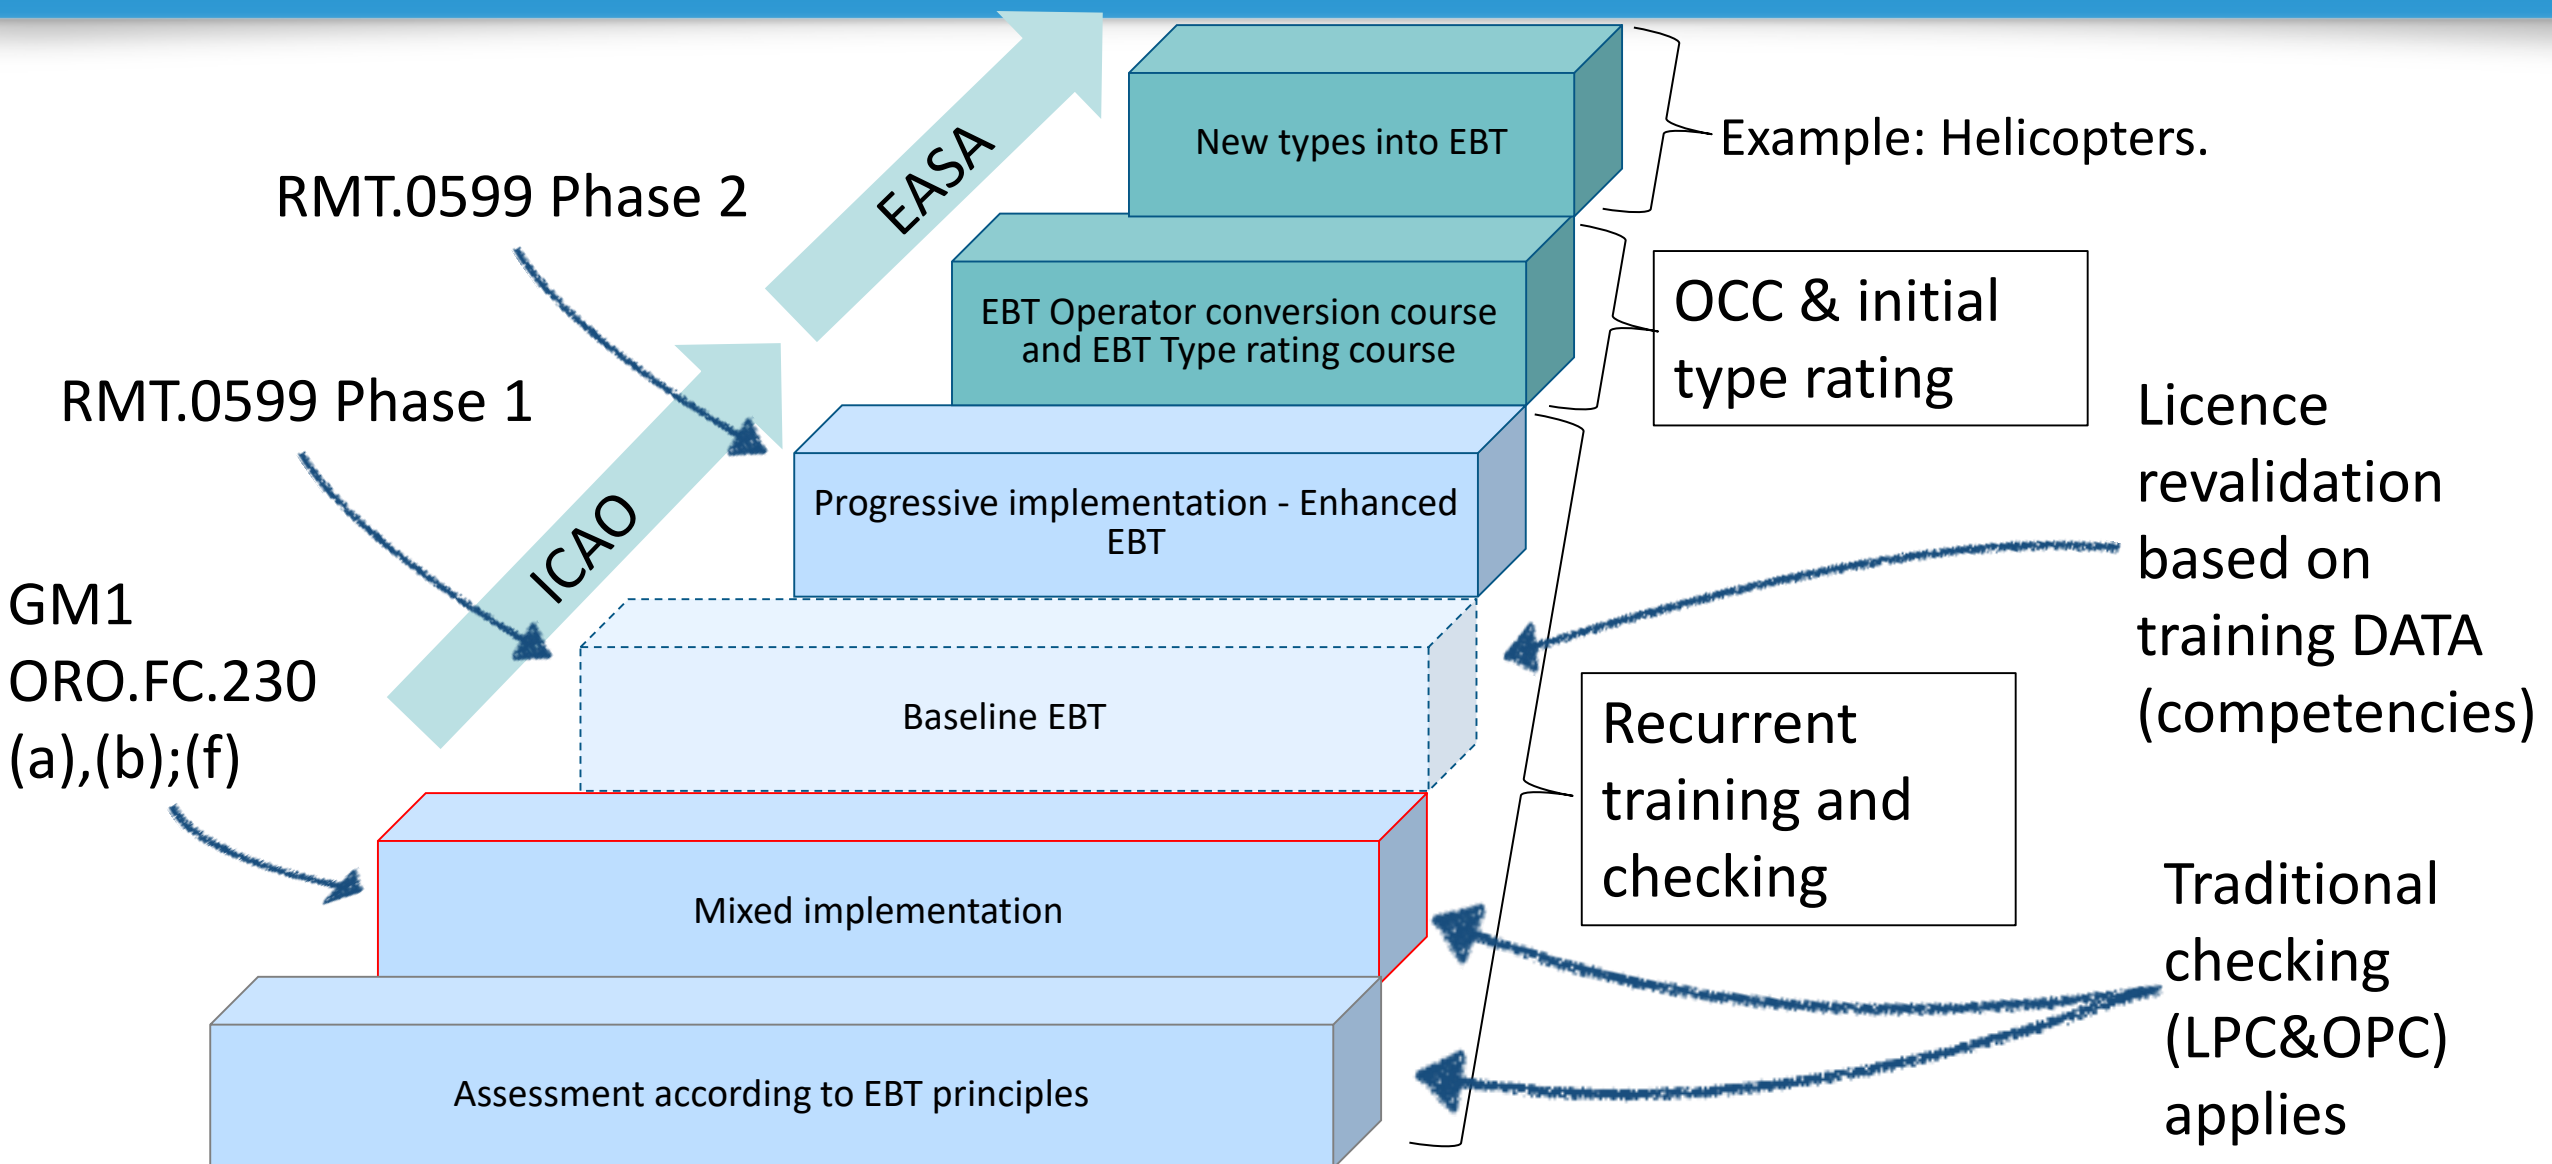 New types into EBT
Example: Helicopters.
EASA
RMT.0599 Phase 2
EBT Operator conversion course
and EBT Type rating course
OCC & initial
type rating
RMT.0599 Phase 1
ICAO
Progressive implementation - Enhanced
EBT
Licence
revalidation
based on
training DATA
(competencies)
GM1
ORO.FC.230
(a),(b);(f)
Baseline EBT
Recurrent
training and
checking
Mixed implementation
Traditional
checking
(LPC&OPC)
applies
Assessment according to EBT principles